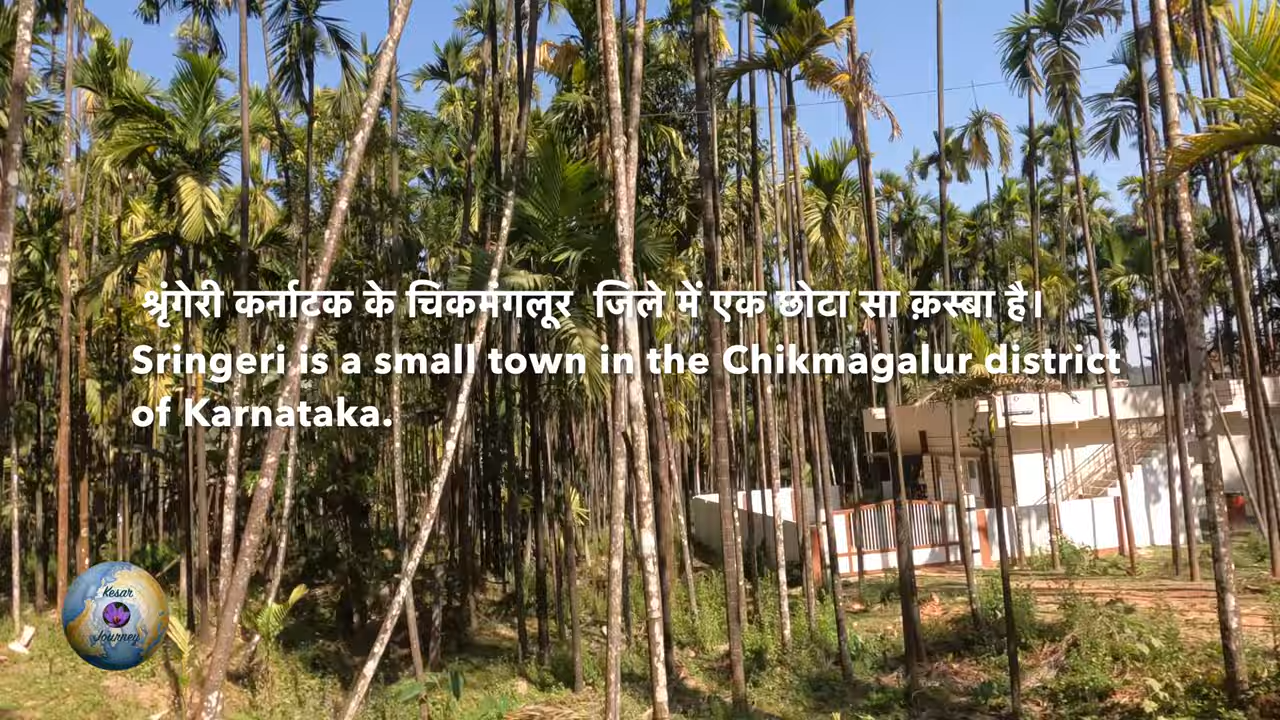 श्रृंगेरी कर्नाटक के चिकमंगलूर जिले में एक छोटा सा क़स्बा है।
Sringeri is a small town in the Chikmagalur district
of Karnataka.
Kesar
Journey